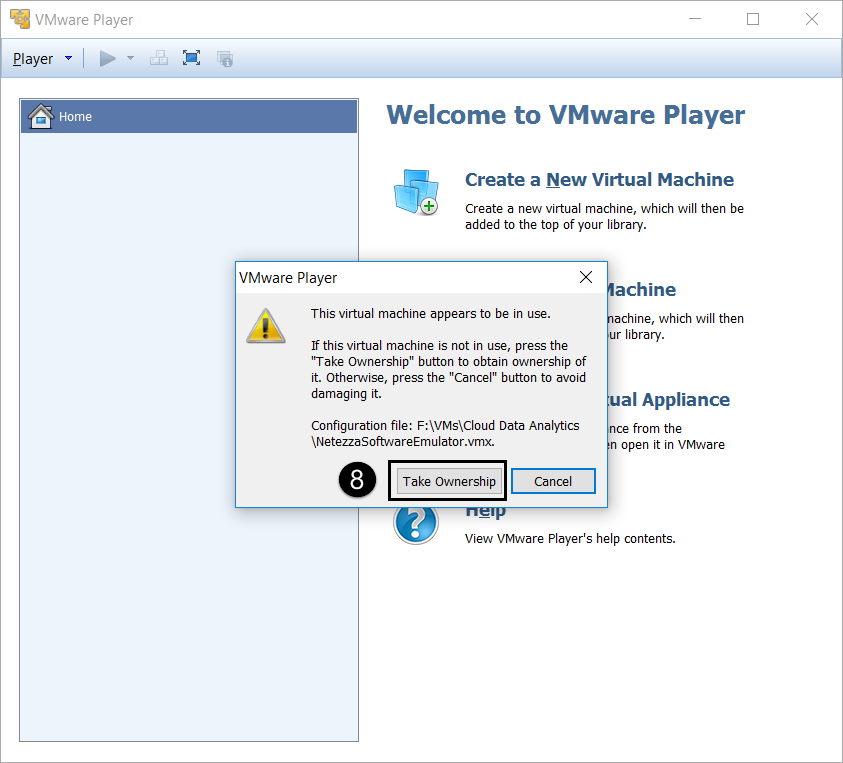 VMware Player
Player
Home
Welcome to VMware Player
Create a New Virtual Machine
Create a new virtual machine, which will then be
added to the top of your library.
Machine
machine, which will then
ur library.
ual Appliance
nce from the
en open it in VMware
Help
View VMware Player's help contents.
VMware Player
This virtual machine appears to be in use.
If this virtual machine is not in use, press the
"Take Ownership" button to obtain ownership of
it. Otherwise, press the "Cancel" button to avoid
damaging it.
Configuration file: F:\VMs\Cloud Data Analytics
\NetezzaSoftwareEmulator.vmx.
8
Take Ownership
Cancel